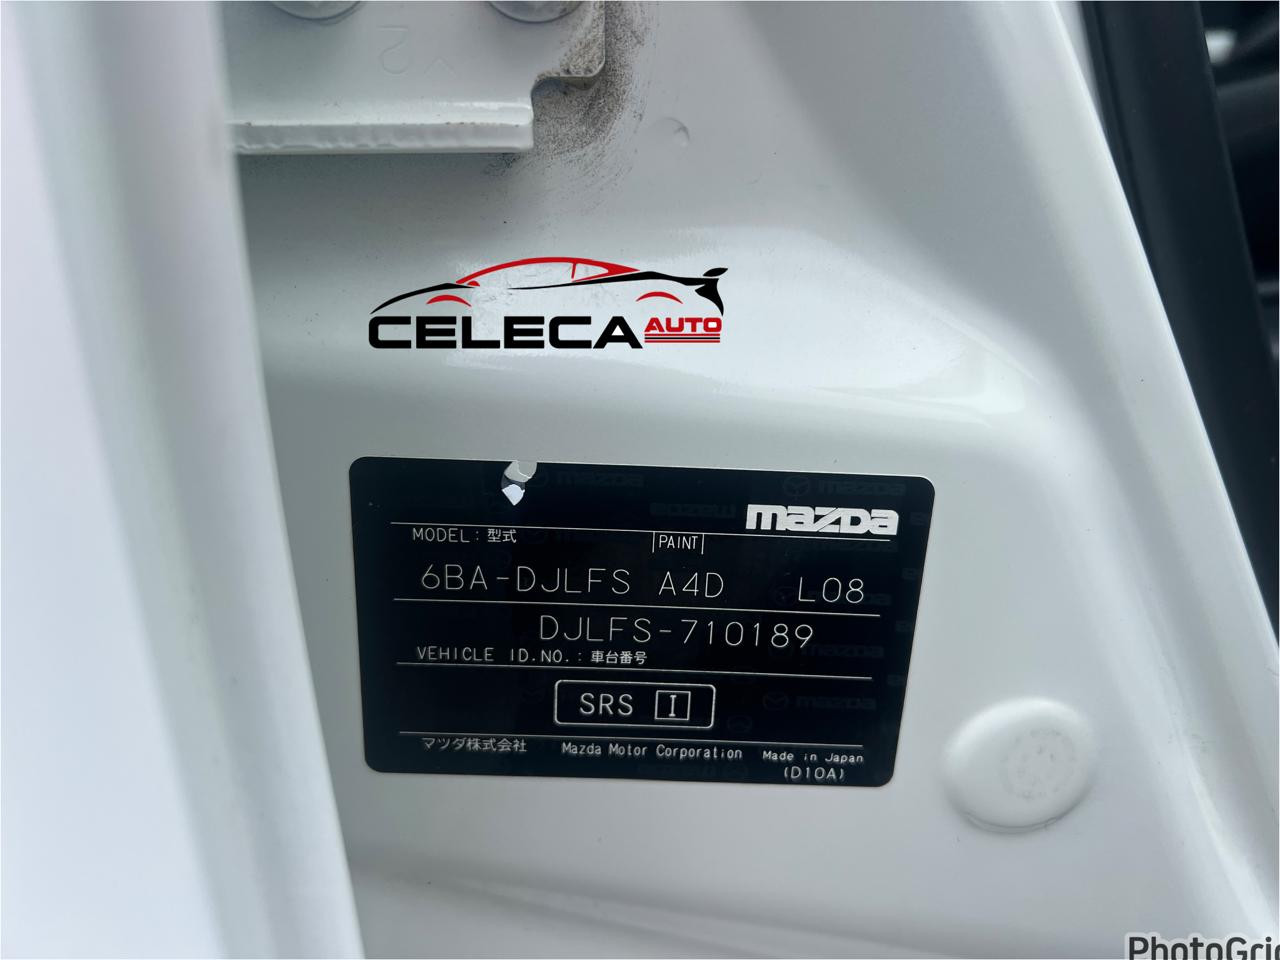 Y2
CELECA AUTO
mazda
MODEL: 型式 PAINT
6BA-DJLFS A4D L08
DJLFS-710189
VEHICLE ID.NO.: 車台番号
SRS I
マツダ株式会社 Mazda Motor Corporation Made in Japan
(D10A)